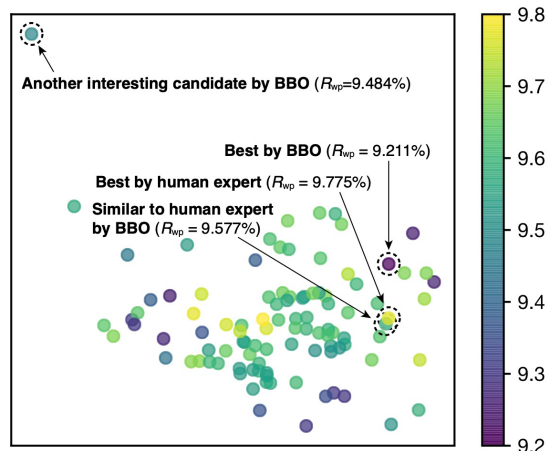 Another interesting candidate by BBO (Rwp=9.484%)
Best by BBO (Rwp = 9.211%)
Best by human expert (Rwp = 9.775%)
Similar to human expert
by BBO (Rwp = 9.577%)
9.8
9.7
9.6
9.5
9.4
9.3
9.2